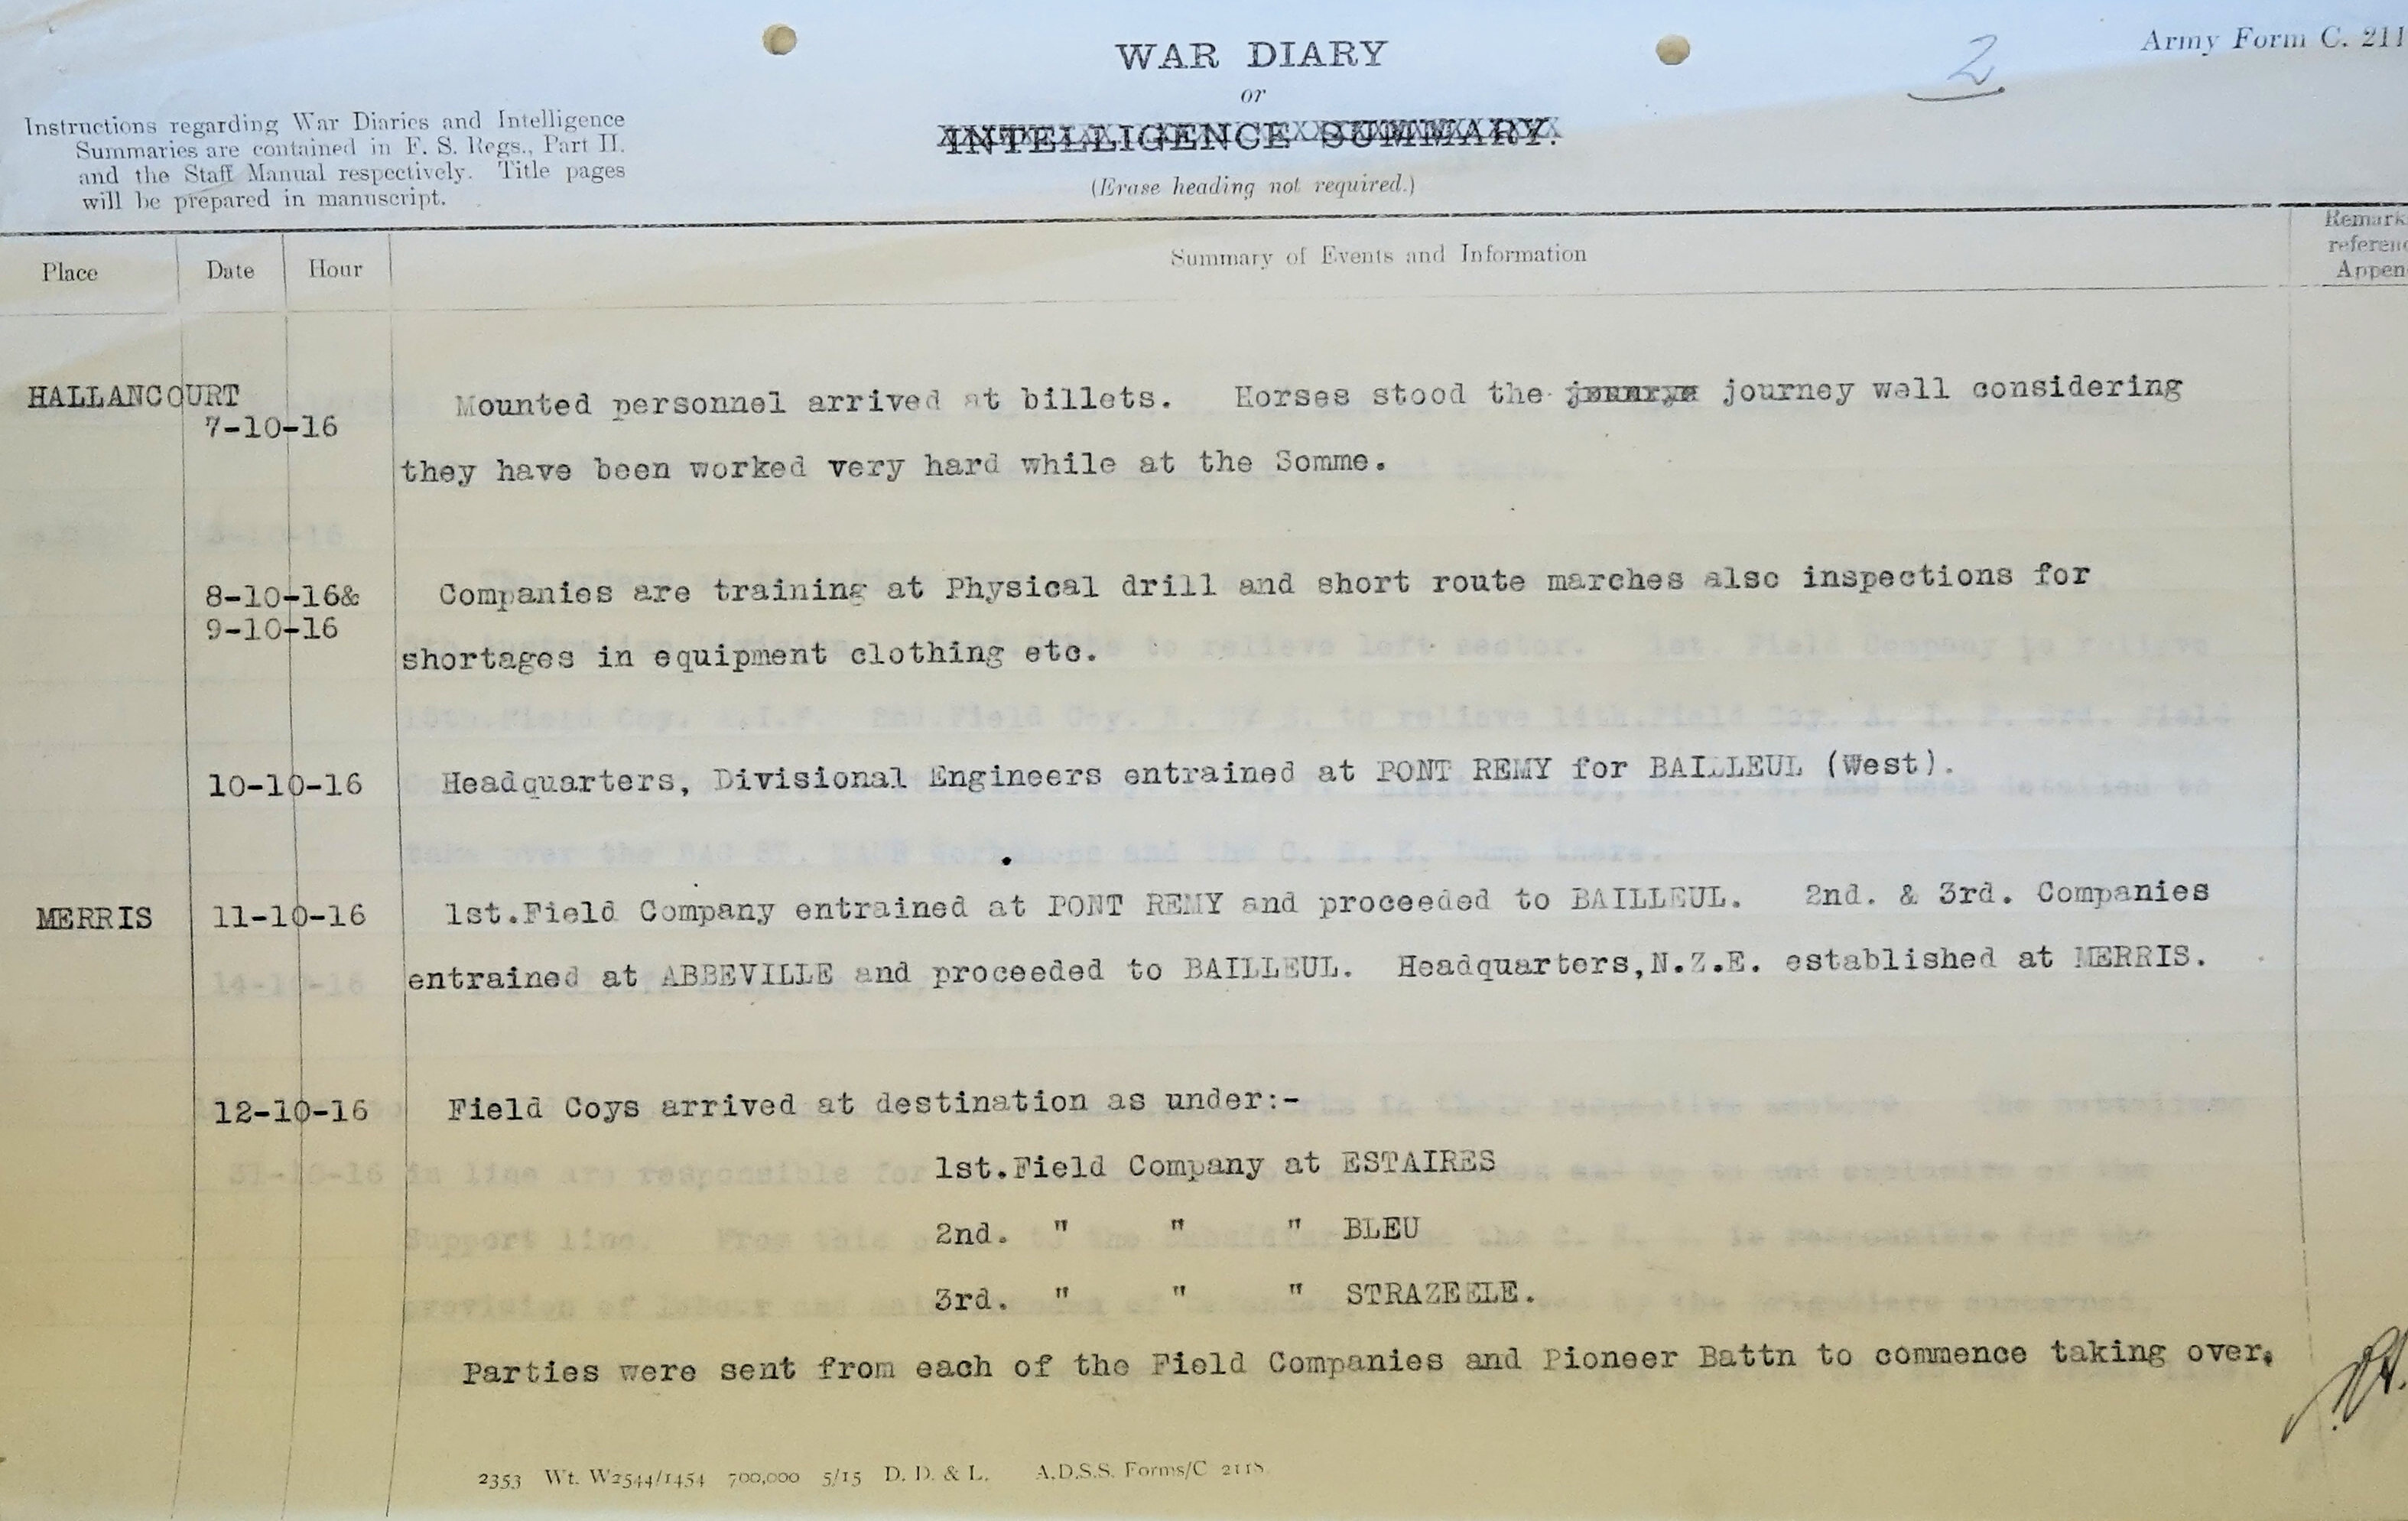 WAR DIARY
or
INTELLIGENCE SUMMARY.
(Erase heading not required.)
2
Army Form C. 211
Instructions regarding War Diaries and Intelligence
Summaries are contained in F. S. Regs., Part II.
and the Staff Manual respectively. Title pages
will be prepared in manuscript.
Place Date Hour Summary of Events and Information
Remark
referenc
Appen
HALLANCOURT
7-10-16
Mounted personnel arrived at billets. Horses stood the journey well considering
they have been worked very hard while at the Somme.
8-10-16&
9-10-16
Companies are training at Physical drill and short route marches also inspections for
shortages in equipment clothing etc.
10-10-16 Headquarters, Divisional Engineers entrained at PONT REMY for BAILLEUL (West).
MERRIS 11-10-16 1st.Field Company entrained at PONT REMY and proceeded to BAILLEUL. 2nd. & 3rd. Companies
entrained at ABBEVILLE and proceeded to BAILLEUL. Headquarters,N.Z.E. established at MERRIS.
12-10-16 Field Coys arrived at destination as under:-
1st.Field Company at ESTAIRES
2nd. " " " BLEU
3rd. " " " STRAZEELE.
Parties were sent from each of the Field Companies and Pioneer Battn to commence taking over.
2353 Wt. W2544/1454 700,000 5/15 D. D. & L. A.D.S.S. Forms/C 2118